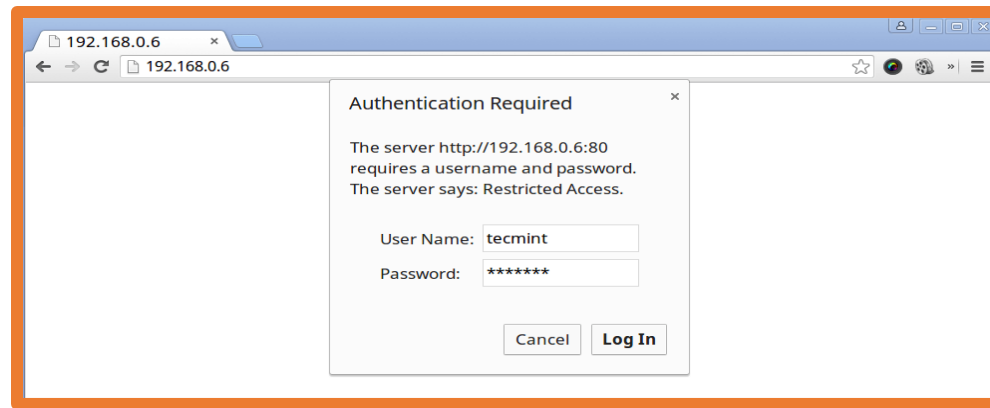 192.168.0.6
192.168.0.6
Authentication Required
The server http://192.168.0.6:80
requires a username and password.
The server says: Restricted Access.
User Name: tecmint
Password: *******
Cancel Log In